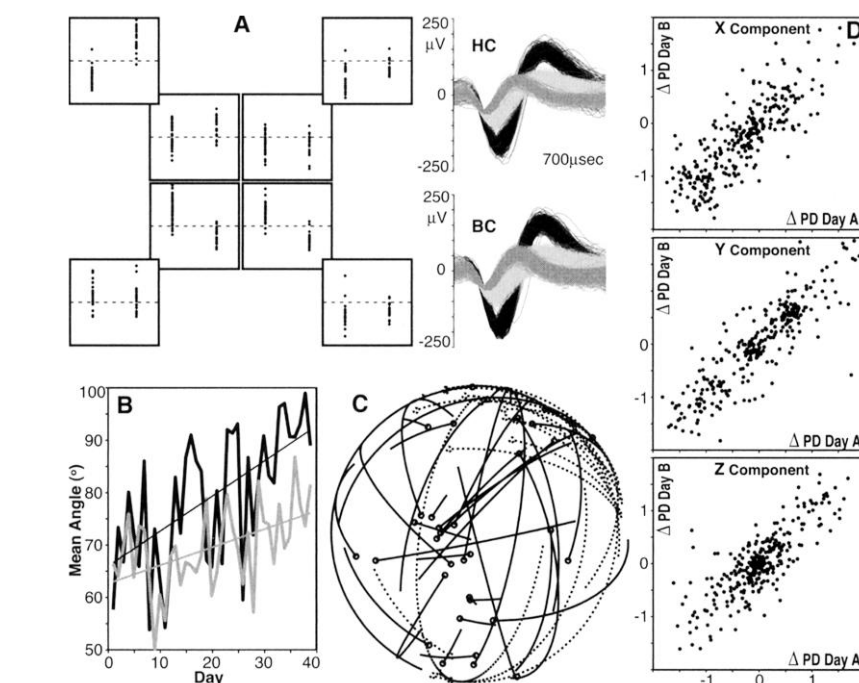 A
250
μV
HC
0
-250
700μsec
250
μV
BC
0
-250
B
100
90
80
70
60
50
Mean Angle (°)
0
10
20
30
40
Day
C
D
X Component
Δ PD Day B
1
0
-1
Δ PD Day A
Y Component
Δ PD Day B
0
-1
Δ PD Day A
Z Component
Δ PD Day B
1
0
-1
Δ PD Day A
-1
0
1